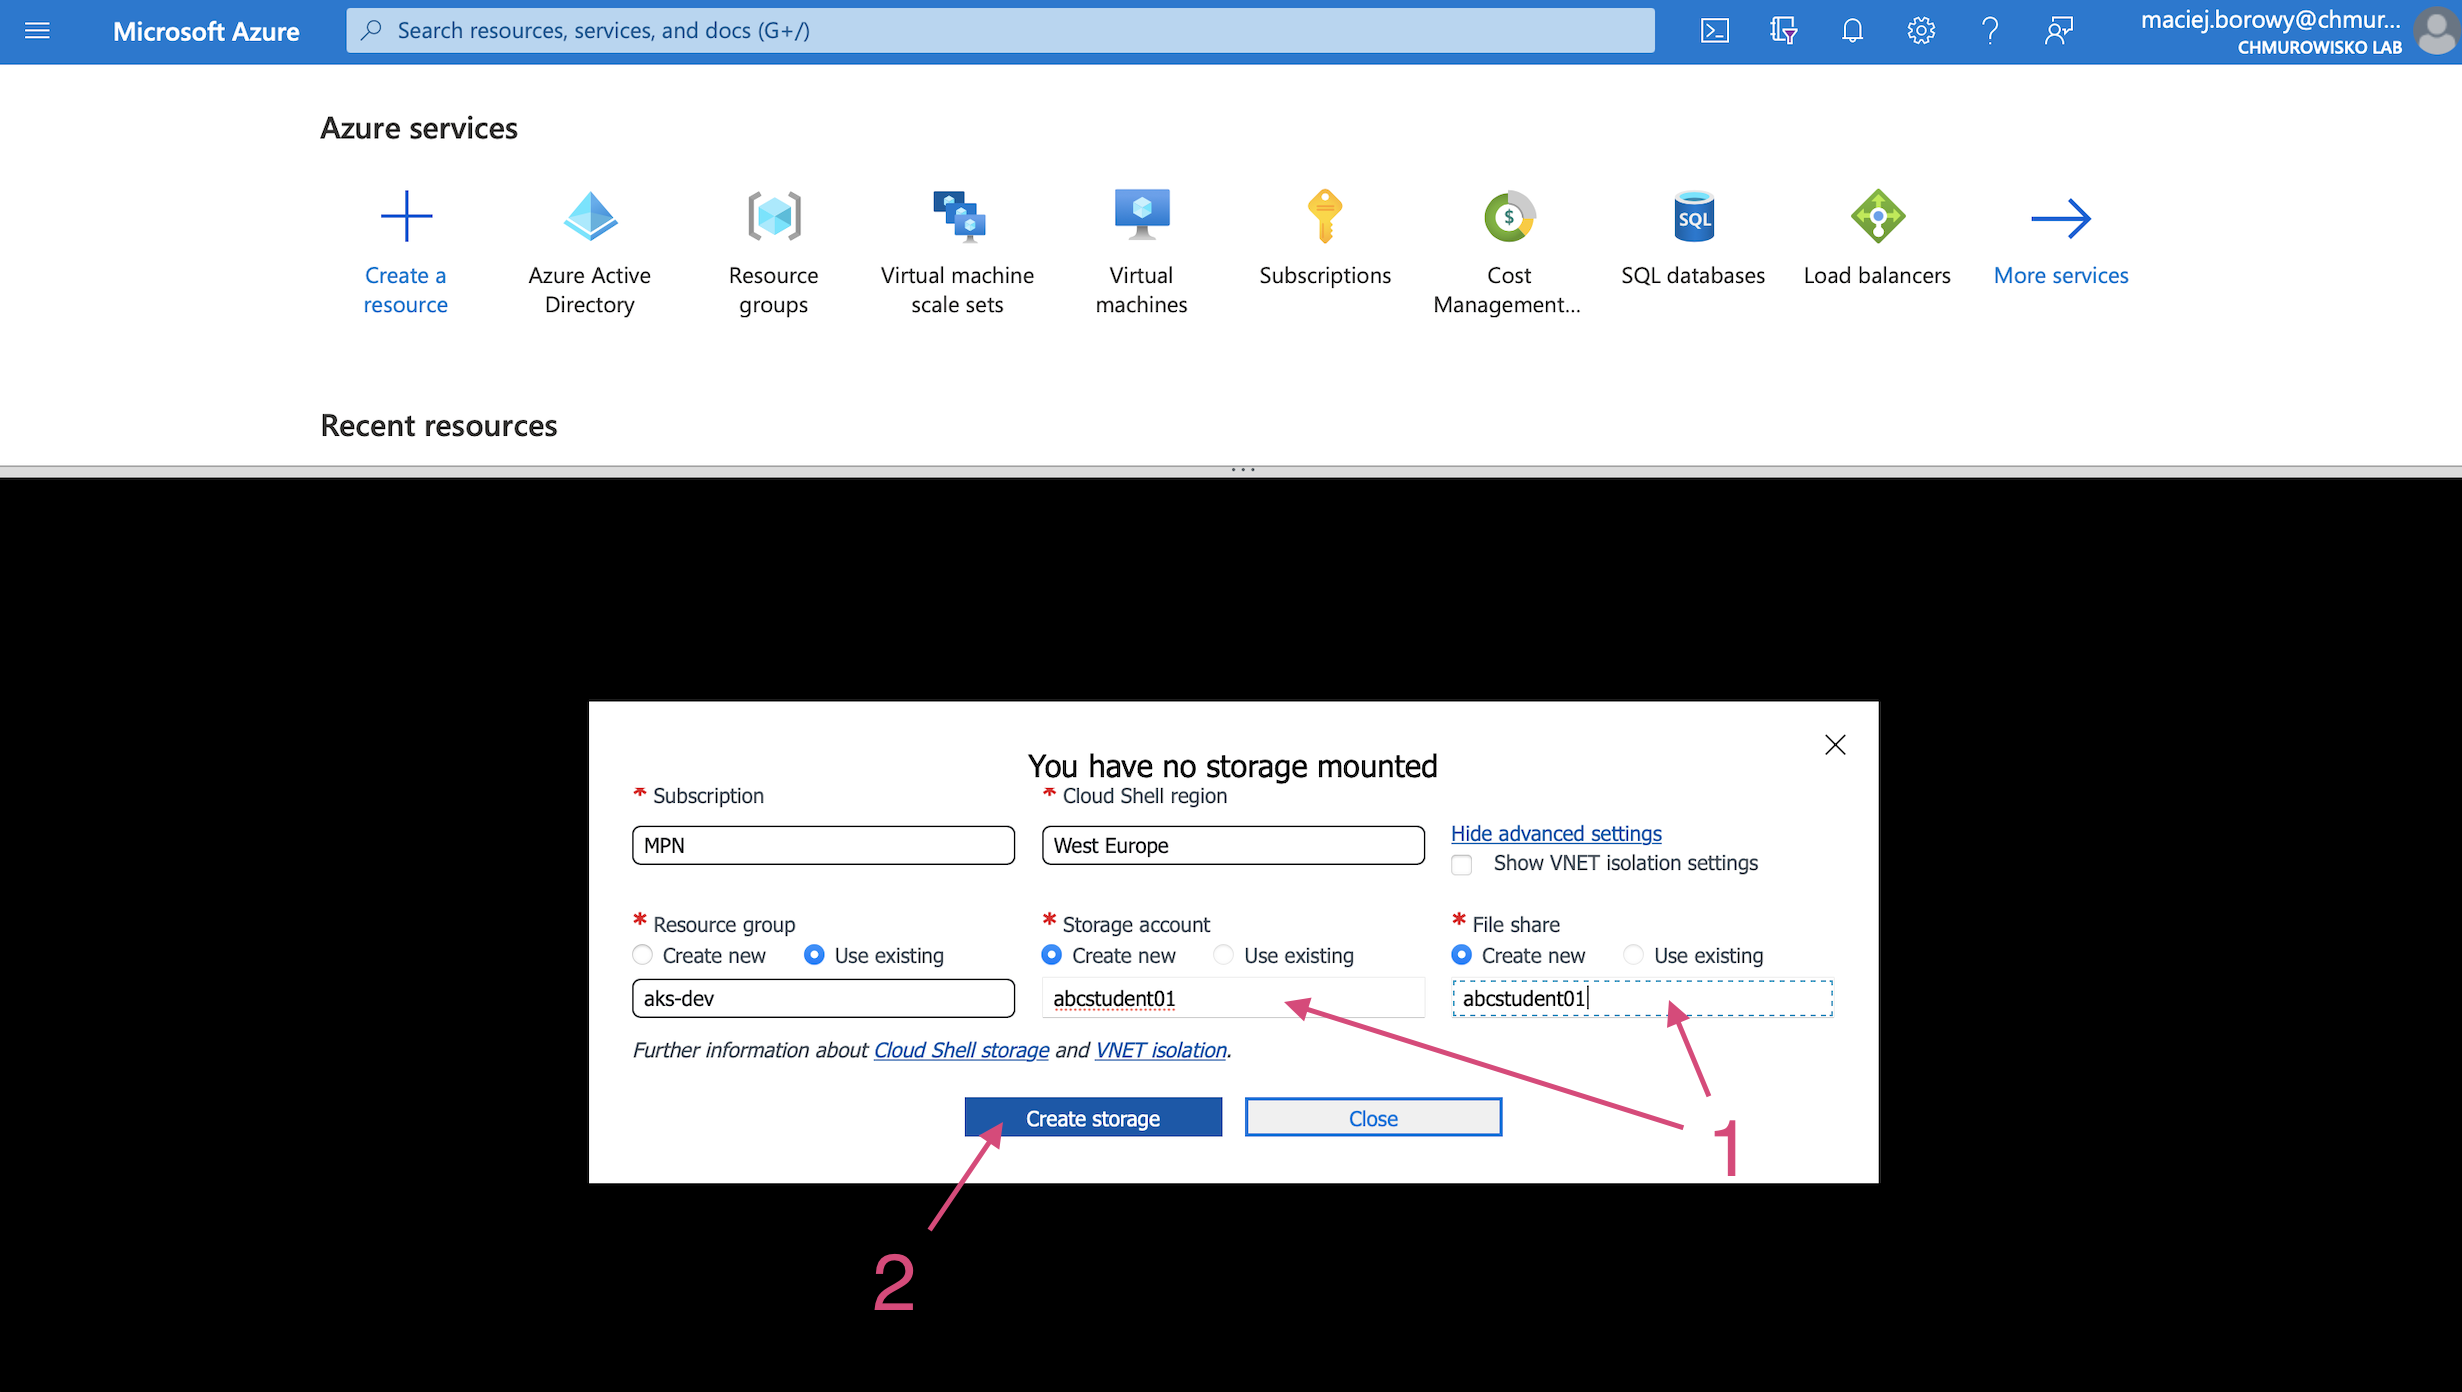 Microsoft Azure
Search resources, services, and docs (G+/)
maciej.borowy@chmur...
CHMUROWISKO LAB
Azure services
Create a
resource
Azure Active
Directory
Resource
groups
Virtual machine
scale sets
Virtual
machines
Subscriptions
$
Cost
Management...
SQL
SQL databases
Load balancers
More services
Recent resources
You have no storage mounted
* Subscription
MPN
* Cloud Shell region
West Europe
Hide advanced settings
Show VNET isolation settings
* Resource group
Create new
Use existing
aks-dev
* Storage account
Create new
Use existing
abcstudent01
* File share
Create new
Use existing
abcstudent01
Further information about Cloud Shell storage and VNET isolation.
Create storage
Close
1
2